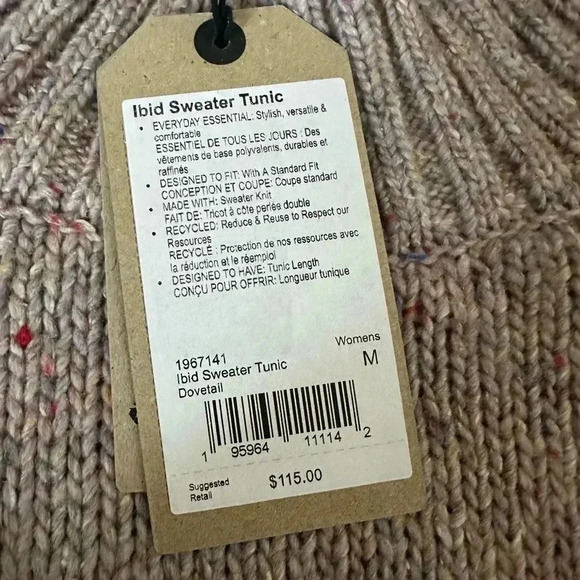 Ibid Sweater Tunic
• EVERYDAY ESSENTIAL: Stylish, versatile &
comfortable
ESSENTIEL DE TOUS LES JOURS : Des
vêtements de base polyvalents, durables et
raffinés
• DESIGNED TO FIT: With A Standard Fit
CONCEPTION ET COUPE: Coupe standard
• MADE WITH: Sweater Knit
FAIT DE: Tricot à côte perlée double
• RECYCLED: Reduce & Reuse to Respect our
Resources
RECYCLÉ : Protection de nos ressources avec
la réduction et le réemploi
• DESIGNED TO HAVE: Tunic Length
CONÇU POUR OFFRIR: Longueur tunique
1967141 Womens
Ibid Sweater Tunic M
Dovetail
1 95964 11114 2
Suggested
Retail $115.00